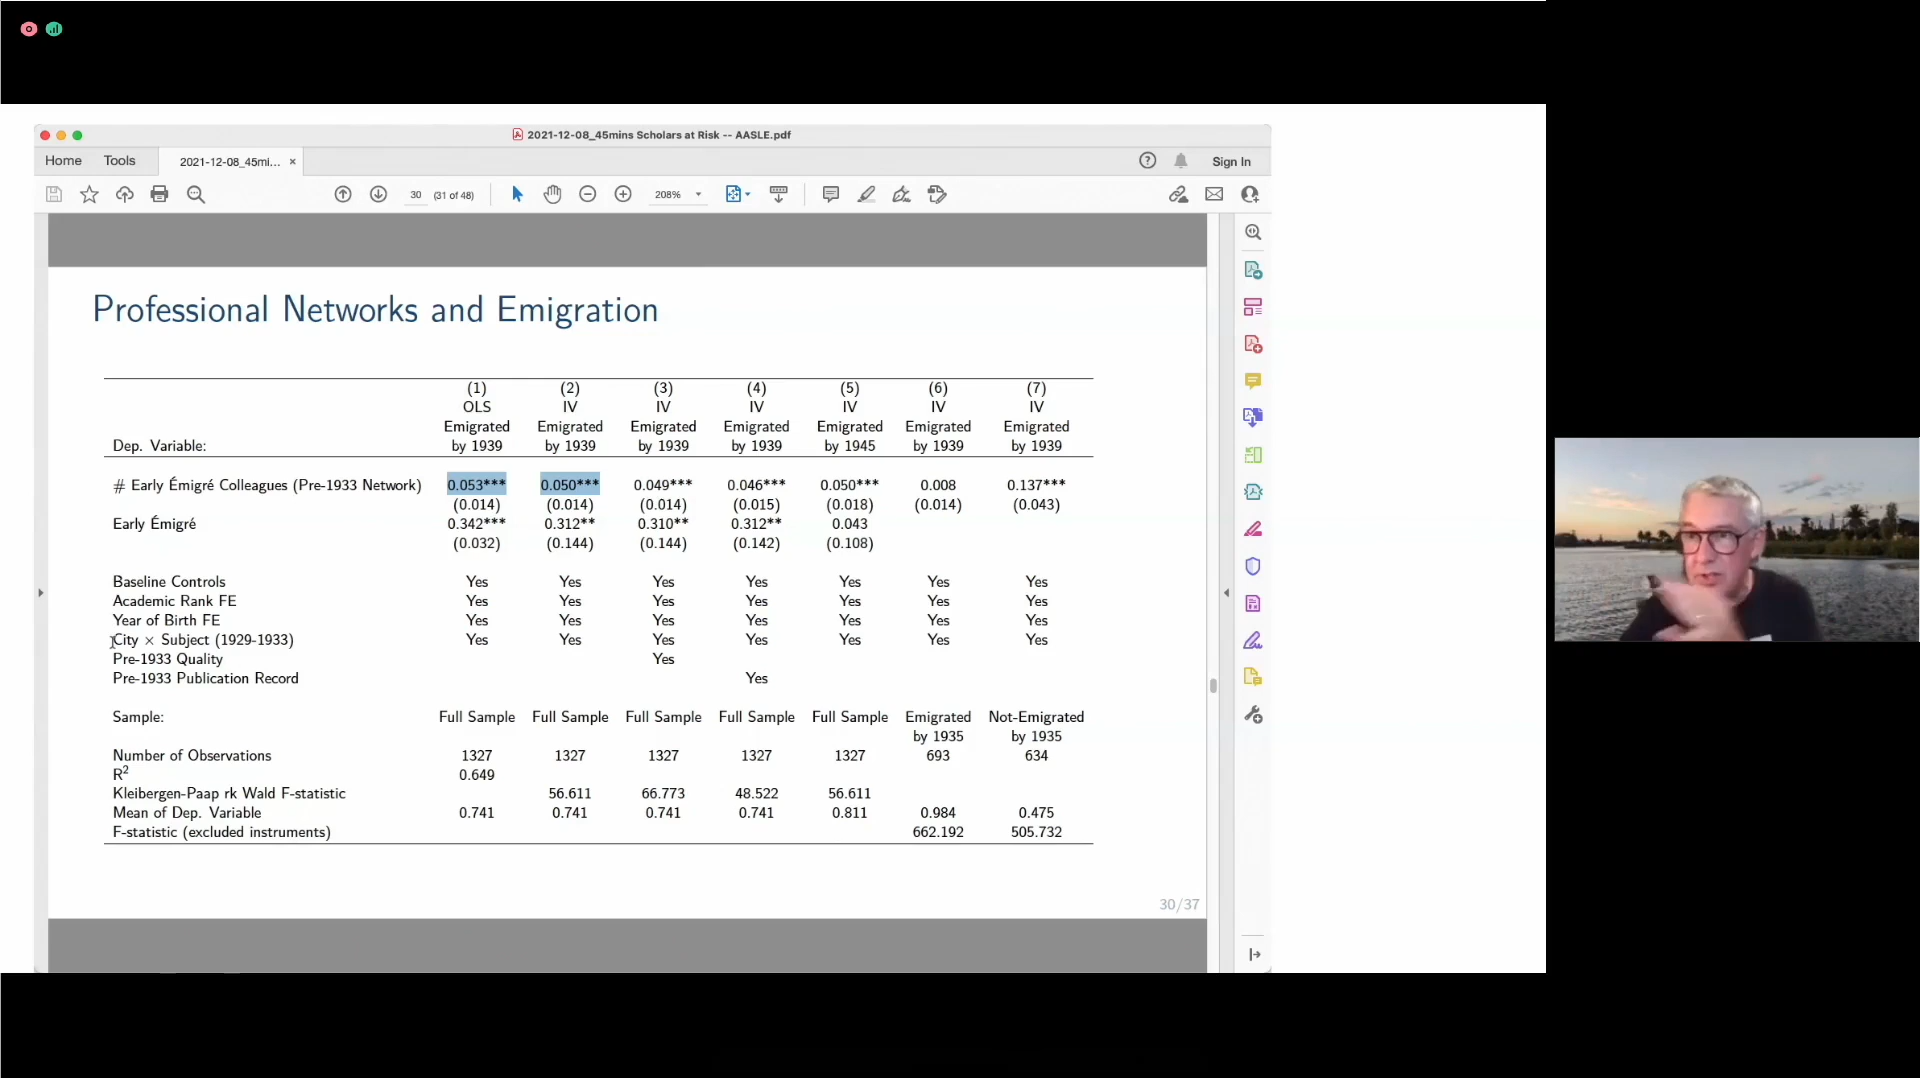 2021-12-08_45mins Scholars at Risk -- AASLE.pdf
Home Tools 2021-12-08_45mi... × Sign In
30 (31 of 48) 208%
Professional Networks and Emigration
(1) (2) (3) (4) (5) (6) (7)
OLS IV IV IV IV IV IV
Emigrated Emigrated Emigrated Emigrated Emigrated Emigrated Emigrated
Dep. Variable: by 1939 by 1939 by 1939 by 1939 by 1945 by 1939 by 1939
# Early Émigré Colleagues (Pre-1933 Network) 0.053*** 0.050*** 0.049*** 0.046*** 0.050*** 0.008 0.137***
(0.014) (0.014) (0.014) (0.015) (0.018) (0.014) (0.043)
Early Émigré 0.342*** 0.312** 0.310** 0.312** 0.043
(0.032) (0.144) (0.144) (0.142) (0.108)
Baseline Controls Yes Yes Yes Yes Yes Yes Yes
Academic Rank FE Yes Yes Yes Yes Yes Yes Yes
Year of Birth FE Yes Yes Yes Yes Yes Yes Yes
City × Subject (1929-1933) Yes Yes Yes Yes Yes Yes Yes
Pre-1933 Quality Yes
Pre-1933 Publication Record Yes
Sample: Full Sample Full Sample Full Sample Full Sample Full Sample Emigrated Not-Emigrated
by 1935 by 1935
Number of Observations 1327 1327 1327 1327 1327 693 634
R² 0.649
Kleibergen-Paap rk Wald F-statistic 56.611 66.773 48.522 56.611
Mean of Dep. Variable 0.741 0.741 0.741 0.741 0.811 0.984 0.475
F-statistic (excluded instruments) 662.192 505.732
30/37